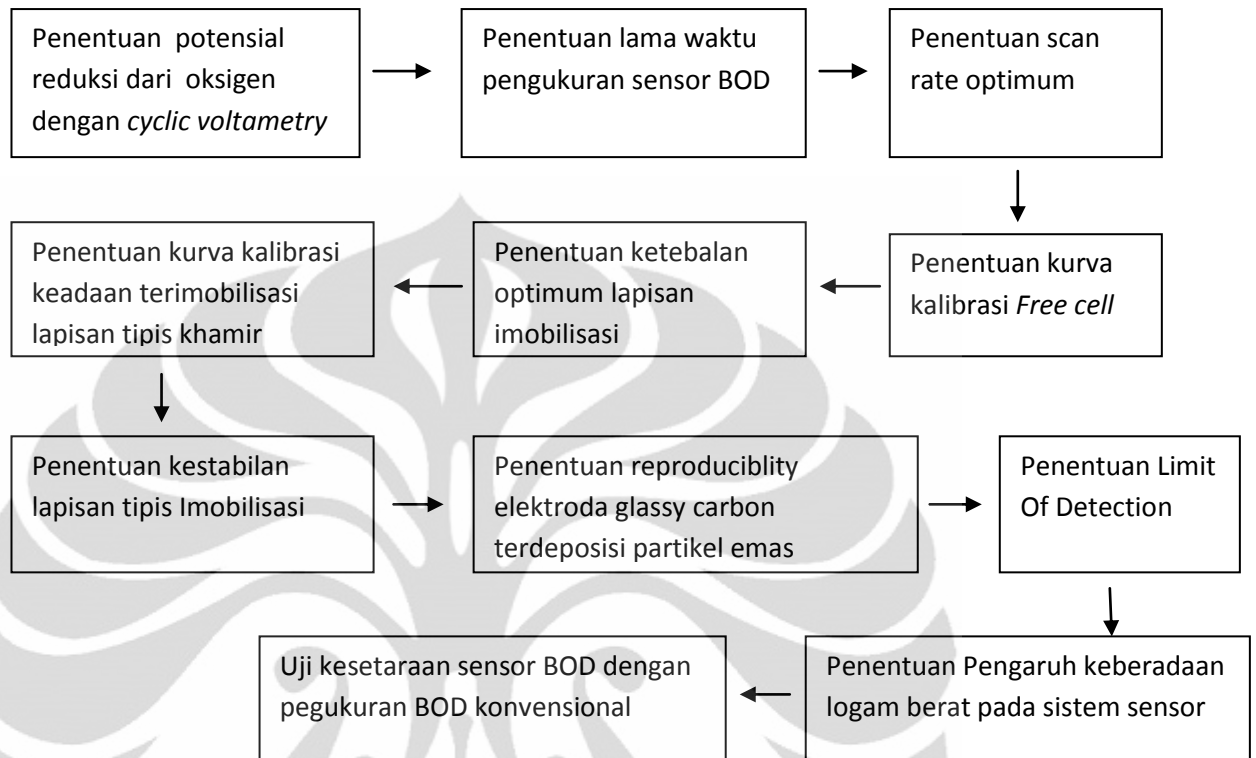 Penentuan potensial
reduksi dari oksigen
dengan cyclic voltametry
Penentuan lama waktu
pengukuran sensor BOD
Penentuan scan
rate optimum
Penentuan kurva
kalibrasi Free cell
Penentuan ketebalan
optimum lapisan
imobilisasi
Penentuan kurva kalibrasi
keadaan terimobilisasi
lapisan tipis khamir
Penentuan kestabilan
lapisan tipis Imobilisasi
Penentuan reproduciblity
elektroda glassy carbon
terdeposisi partikel emas
Penentuan Limit
Of Detection
Penentuan Pengaruh keberadaan
logam berat pada sistem sensor
Uji kesetaraan sensor BOD dengan
pegukuran BOD konvensional